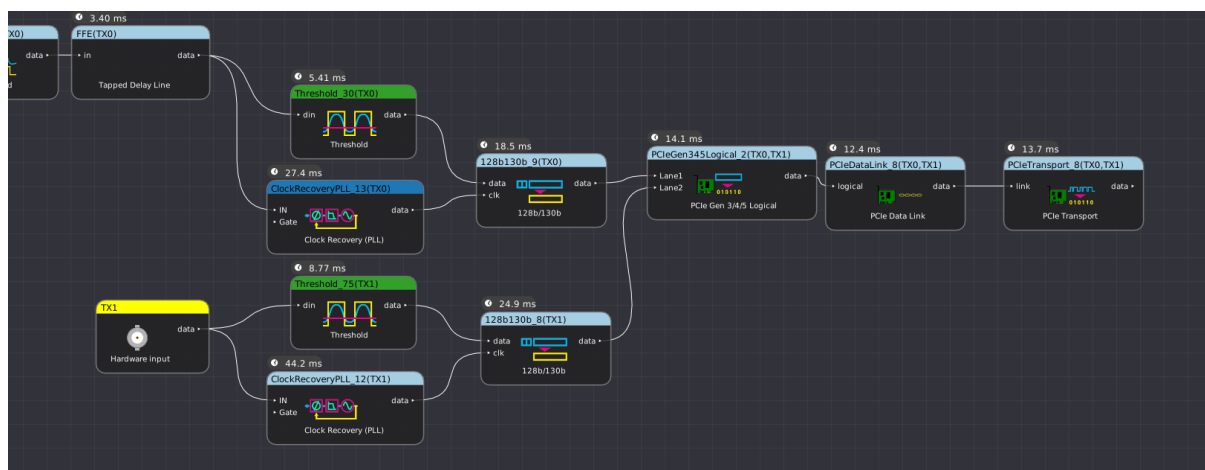 3.40 ms
X0)
data
d
FFE(TX0)
in
data
Tapped Delay Line
5.41 ms
Threshold_30(TX0)
din
data
Threshold
27.4 ms
ClockRecoveryPLL_13(TX0)
IN
data
Gate
Clock Recovery (PLL)
18.5 ms
128b130b_9(TX0)
data
data
clk
128b/130b
14.1 ms
PCIeGen345Logical_2(TX0,TX1)
Lane1
data
Lane2
010110
PCIe Gen 3/4/5 Logical
12.4 ms
PCIeDataLink_8(TX0,TX1)
logical
data
PCIe Data Link
13.7 ms
PCIeTransport_8(TX0,TX1)
link
data
010110
PCIe Transport
TX1
data
Hardware input
8.77 ms
Threshold_75(TX1)
din
data
Threshold
44.2 ms
ClockRecoveryPLL_12(TX1)
IN
data
Gate
Clock Recovery (PLL)
24.9 ms
128b130b_8(TX1)
data
data
clk
128b/130b